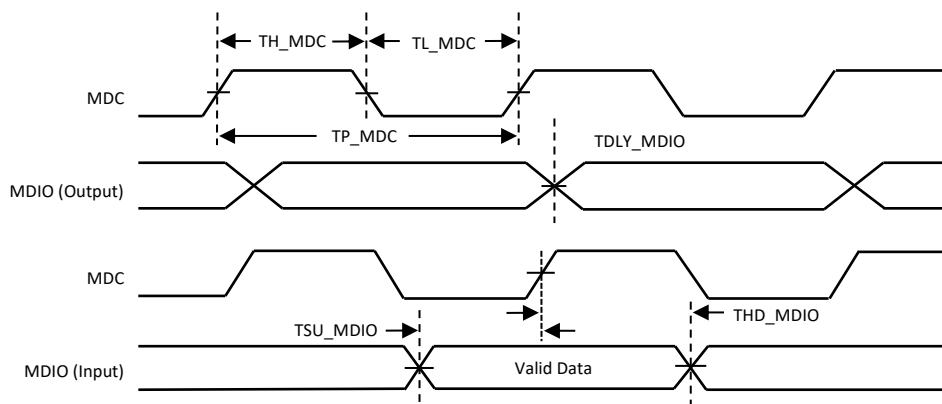 TH_MDC TL_MDC
MDC
TP_MDC
TDLY_MDIO
MDIO (Output)
MDC
TSU_MDIO
THD_MDIO
MDIO (Input)
Valid Data